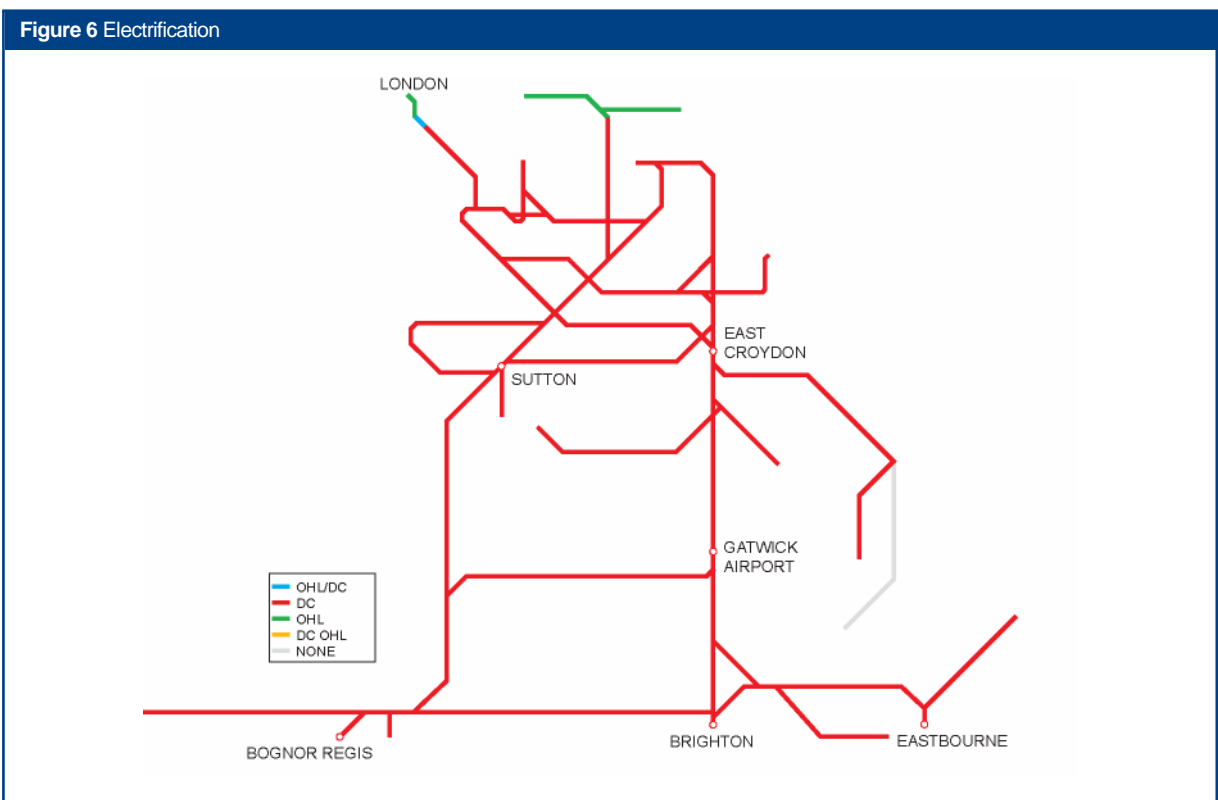 Figure 6 Electrification
LONDON
EAST
CROYDON
SUTTON
GATWICK
AIRPORT
OHL/DC
DC
OHL
DC OHL
NONE
BOGNOR REGIS
BRIGHTON
EASTBOURNE